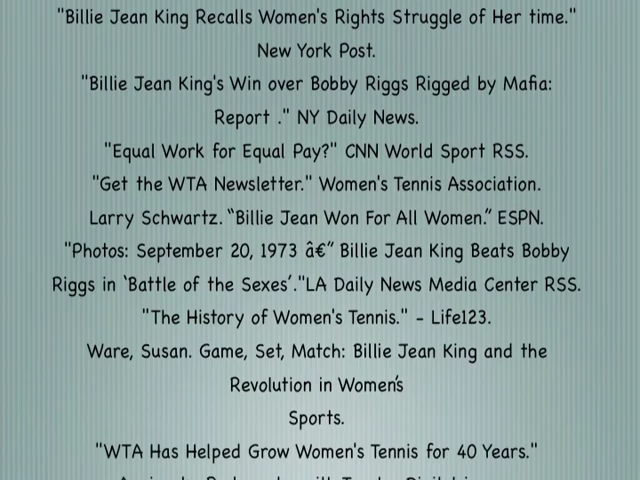 "Billie Jean King Recalls Women's Rights Struggle of Her time."
New York Post.
"Billie Jean King's Win over Bobby Riggs Rigged by Mafia:
Report ." NY Daily News.
"Equal Work for Equal Pay?" CNN World Sport RSS.
"Get the WTA Newsletter." Women's Tennis Association.
Larry Schwartz. “Billie Jean Won For All Women.” ESPN.
"Photos: September 20, 1973 â€” Billie Jean King Beats Bobby
Riggs in ‘Battle of the Sexes’."LA Daily News Media Center RSS.
"The History of Women's Tennis." - Life123.
Ware, Susan. Game, Set, Match: Billie Jean King and the
Revolution in Women’s
Sports.
"WTA Has Helped Grow Women's Tennis for 40 Years."